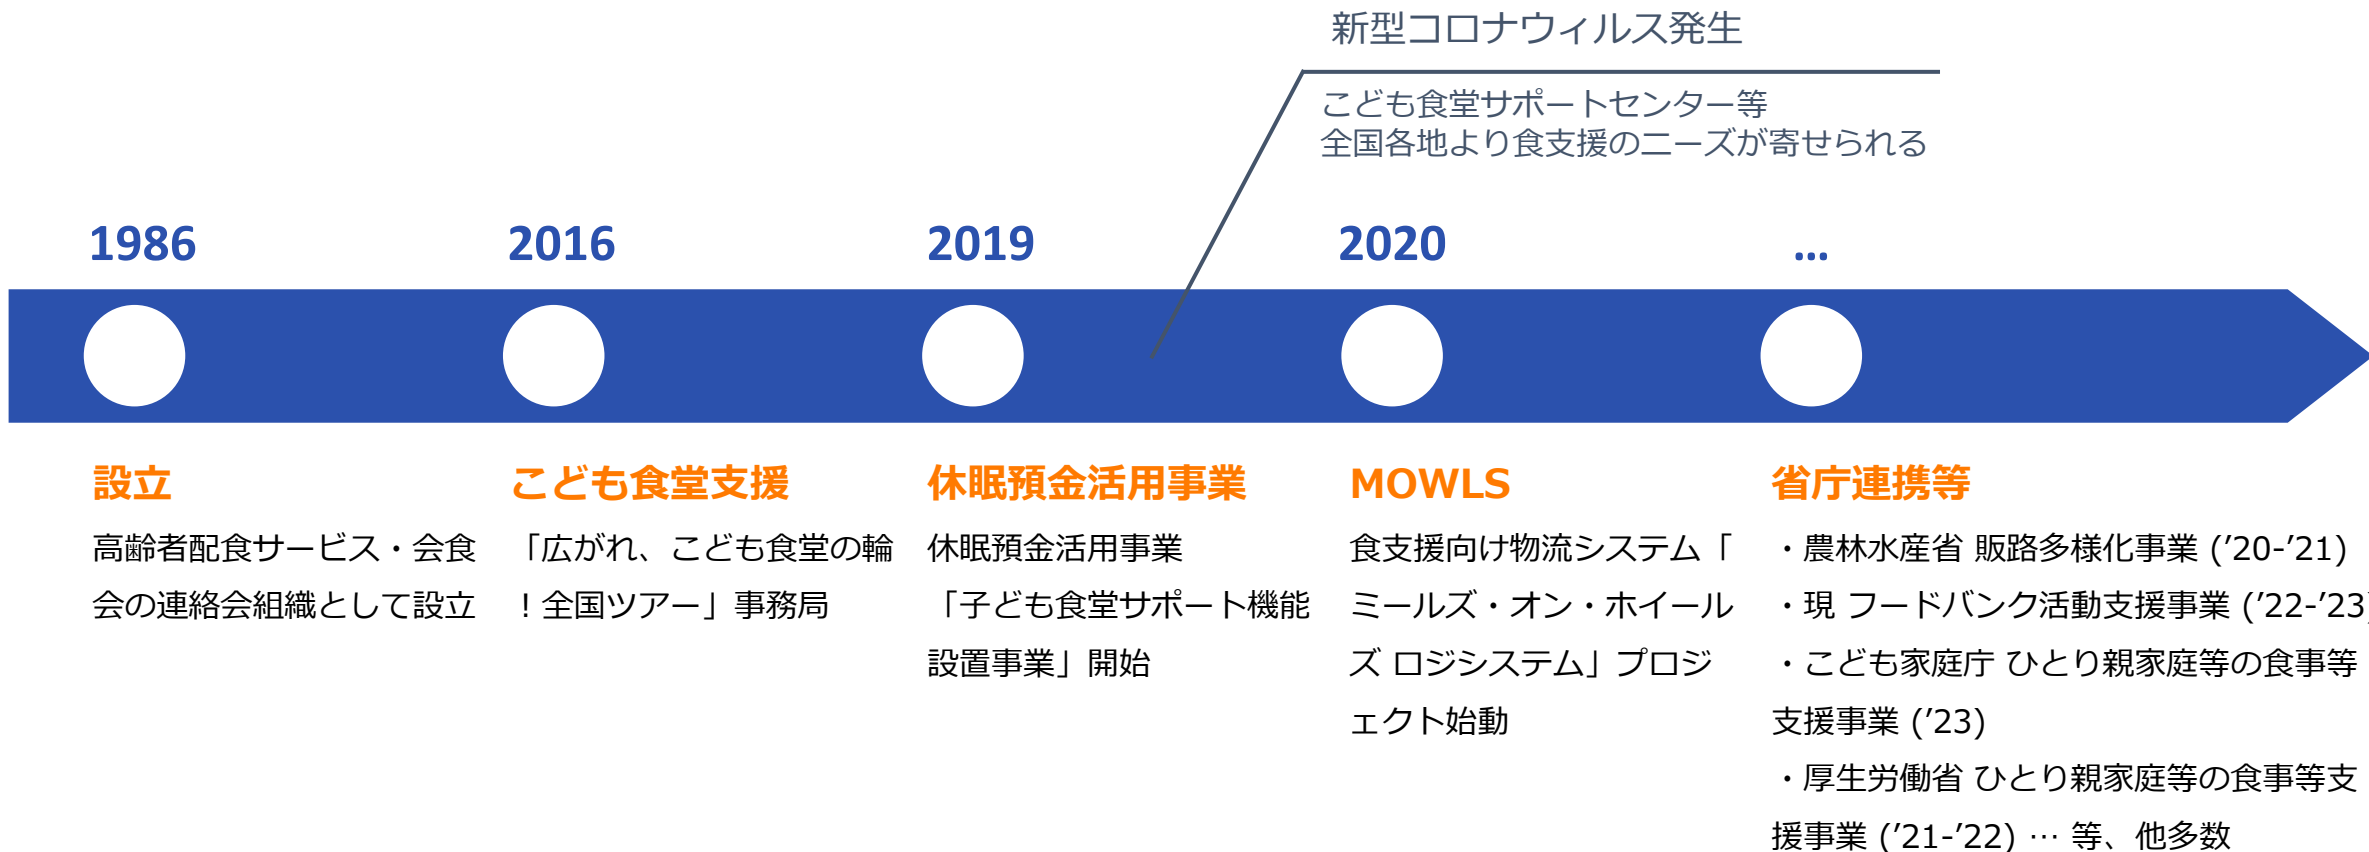 新型コロナウィルス発生
こども食堂サポートセンター等
全国各地より食支援のニーズが寄せられる
1986
2016
2019
2020
...
設立
高齢者配食サービス・会食
会の連絡会組織として設立
こども食堂支援
「広がれ、こども食堂の輪
！全国ツアー」事務局
休眠預金活用事業
休眠預金活用事業
「子ども食堂サポート機能
設置事業」開始
MOWLS
食支援向け物流システム「
ミールズ・オン・ホイール
ズ ロジシステム」プロジ
ェクト始動
省庁連携等
・農林水産省 販路多様化事業 (’20-’21)
・現 フードバンク活動支援事業 (’22-’23)
・こども家庭庁 ひとり親家庭等の食事等
支援事業 (’23)
・厚生労働省 ひとり親家庭等の食事等支
援事業 (’21-’22) … 等、他多数